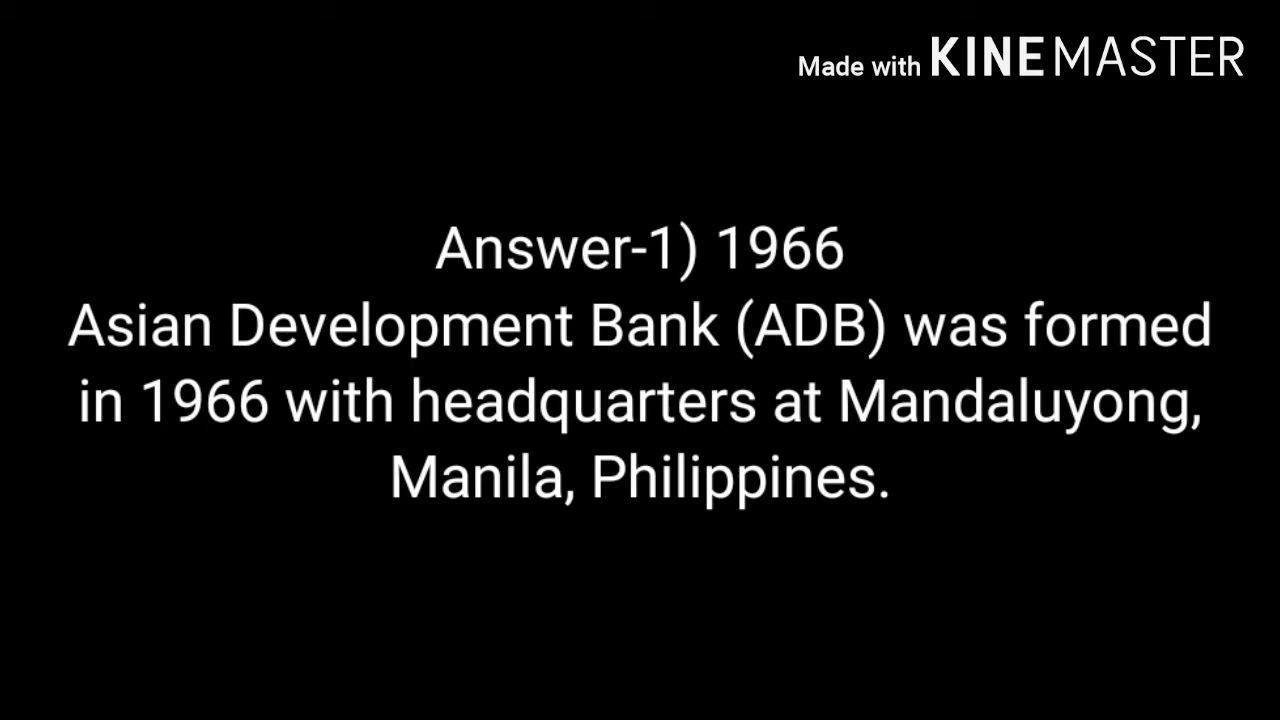 Made with KINEMASTER
Answer-1) 1966
Asian Development Bank (ADB) was formed
in 1966 with headquarters at Mandaluyong,
Manila, Philippines.